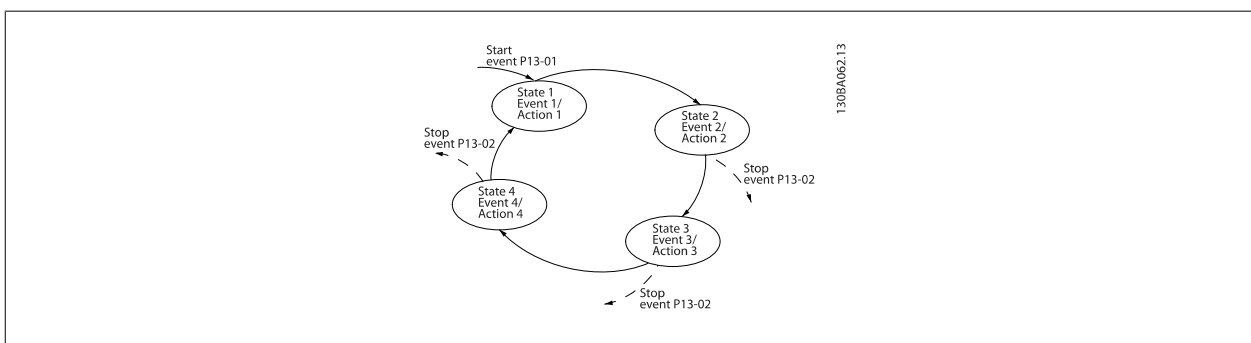 Start
event P13-01
130BA062.13
State 1
Event 1/
Action 1
State 2
Event 2/
Action 2
Stop
event P13-02
Stop
event P13-02
State 4
Event 4/
Action 4
State 3
Event 3/
Action 3
Stop
event P13-02